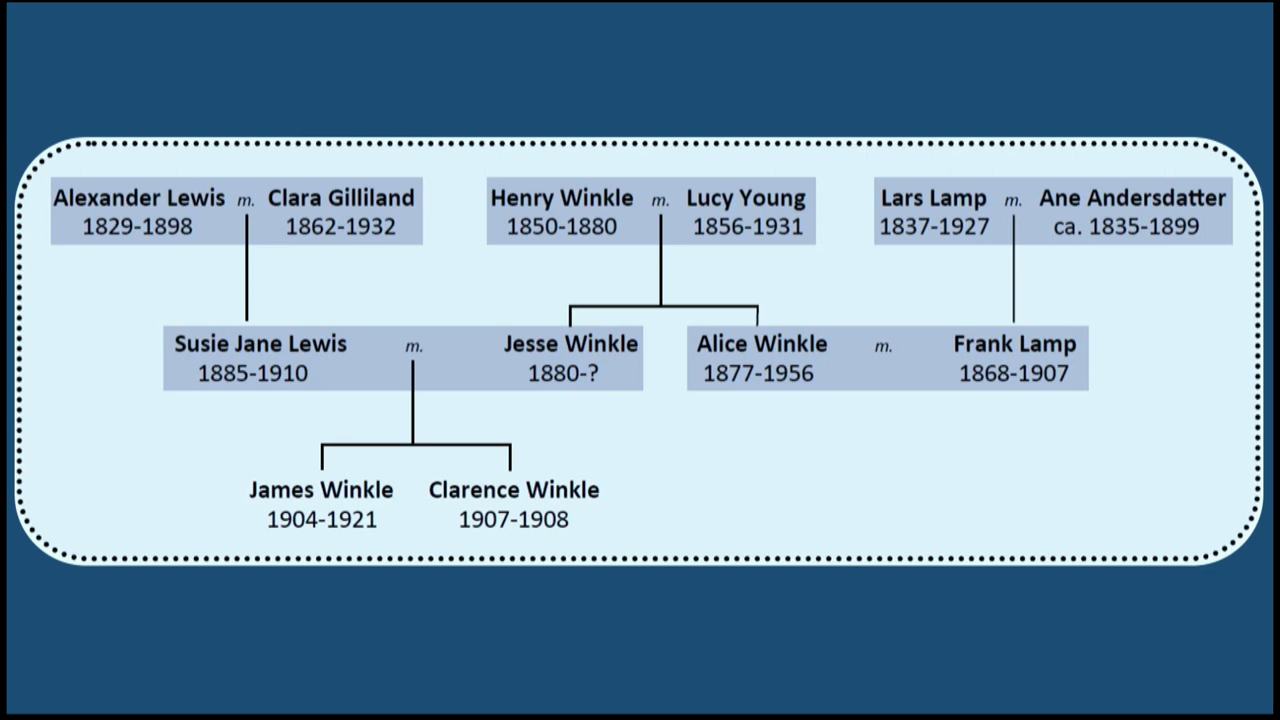 Alexander Lewis m. Clara Gilliland
1829-1898 1862-1932
Henry Winkle m. Lucy Young
1850-1880 1856-1931
Lars Lamp m. Ane Andersdatter
1837-1927 ca. 1835-1899
Susie Jane Lewis m. Jesse Winkle
1885-1910 1880-?
Alice Winkle m. Frank Lamp
1877-1956 1868-1907
James Winkle
1904-1921
Clarence Winkle
1907-1908